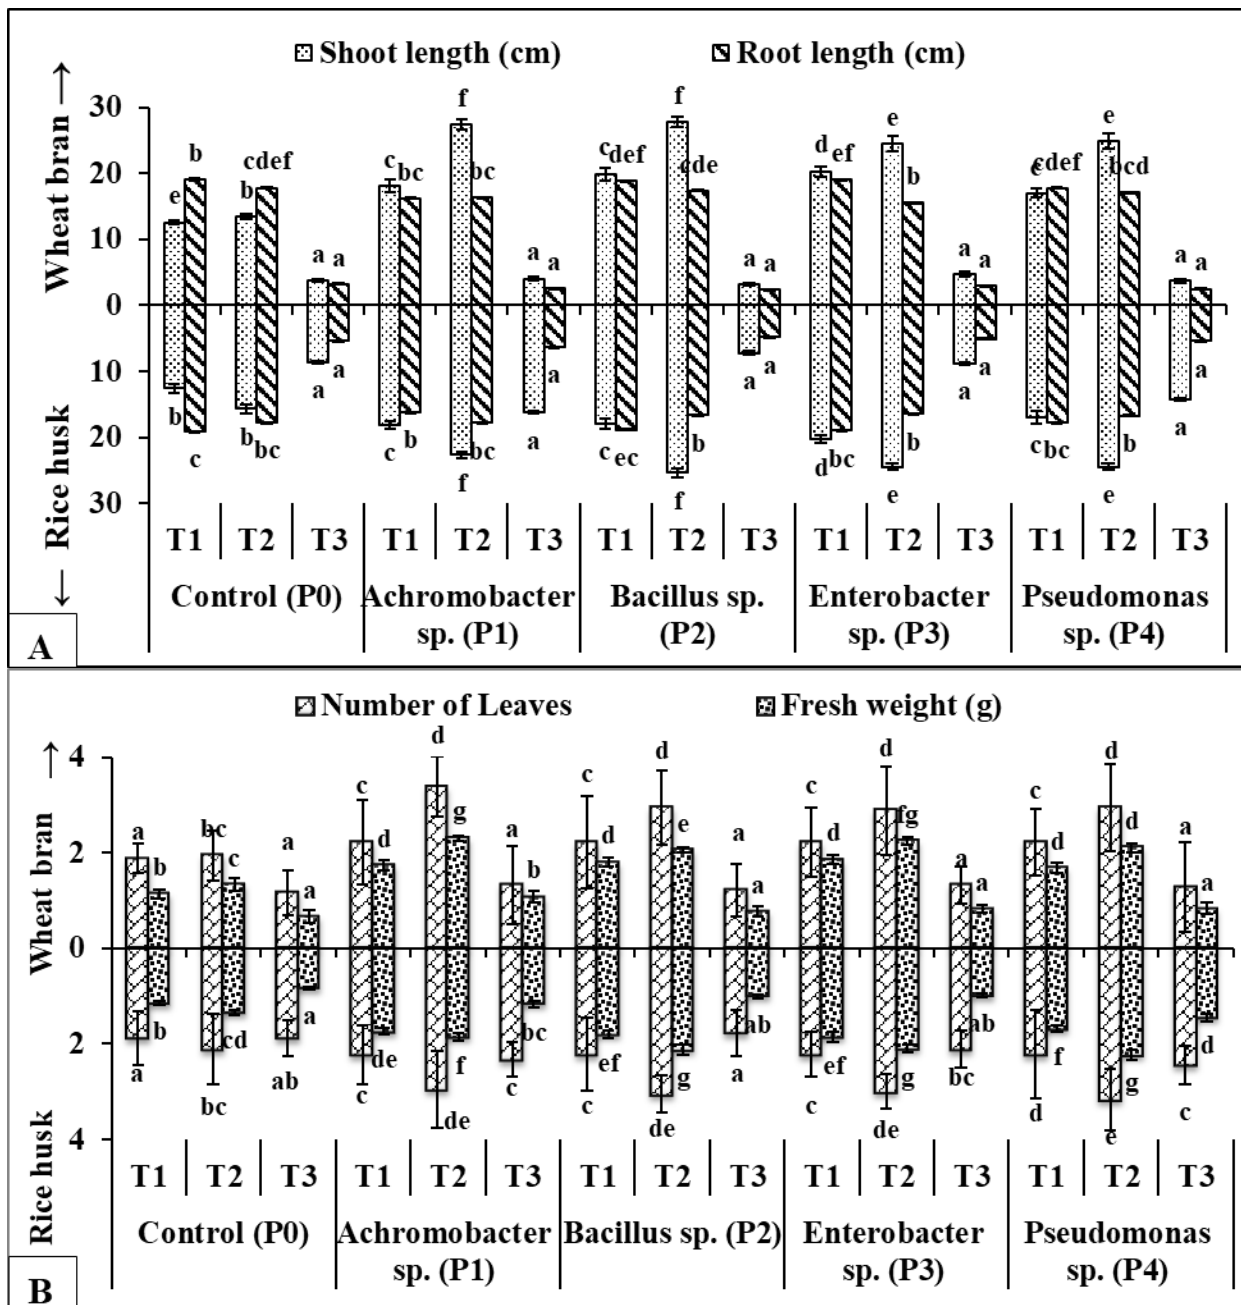 Shoot length (cm) Root length (cm)
Wheat bran →
← Rice husk
30
20
10
0
10
20
30
b cdef f f e e
e b c bc bc c def cde d ef b c cdef bcd
a a a a a a a a a a
b c b bc a a c b f bc a a c ec f b a a d bc e b a a c bc e b a a
T1 T2 T3 T1 T2 T3 T1 T2 T3 T1 T2 T3 T1 T2 T3
Control (P0) Achromobacter sp. (P1) Bacillus sp. (P2) Enterobacter sp. (P3) Pseudomonas sp. (P4)
A
Number of Leaves Fresh weight (g)
Wheat bran →
Rice husk
4
2
0
2
4
a b bc c a a c d d g a b c d d e a a c d d fg a a c d d d a a
a b bc cd ab a c de de f c bc c ef de g a ab c ef de g bc ab d f e g c d
T1 T2 T3 T1 T2 T3 T1 T2 T3 T1 T2 T3 T1 T2 T3
Control (P0) Achromobacter sp. (P1) Bacillus sp. (P2) Enterobacter sp. (P3) Pseudomonas sp. (P4)
B